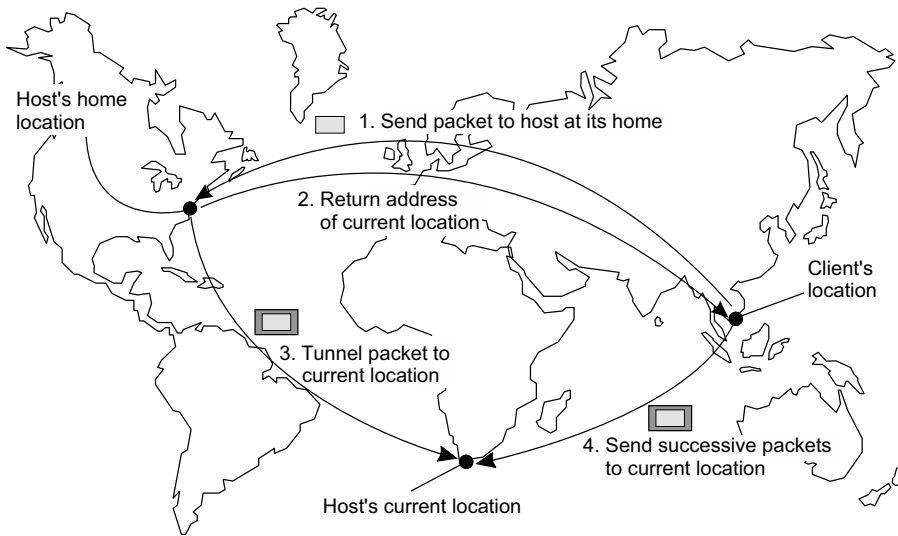 Host's home
location
1. Send packet to host at its home
2. Return address
of current location
Client's
location
3. Tunnel packet to
current location
4. Send successive packets
to current location
Host's current location